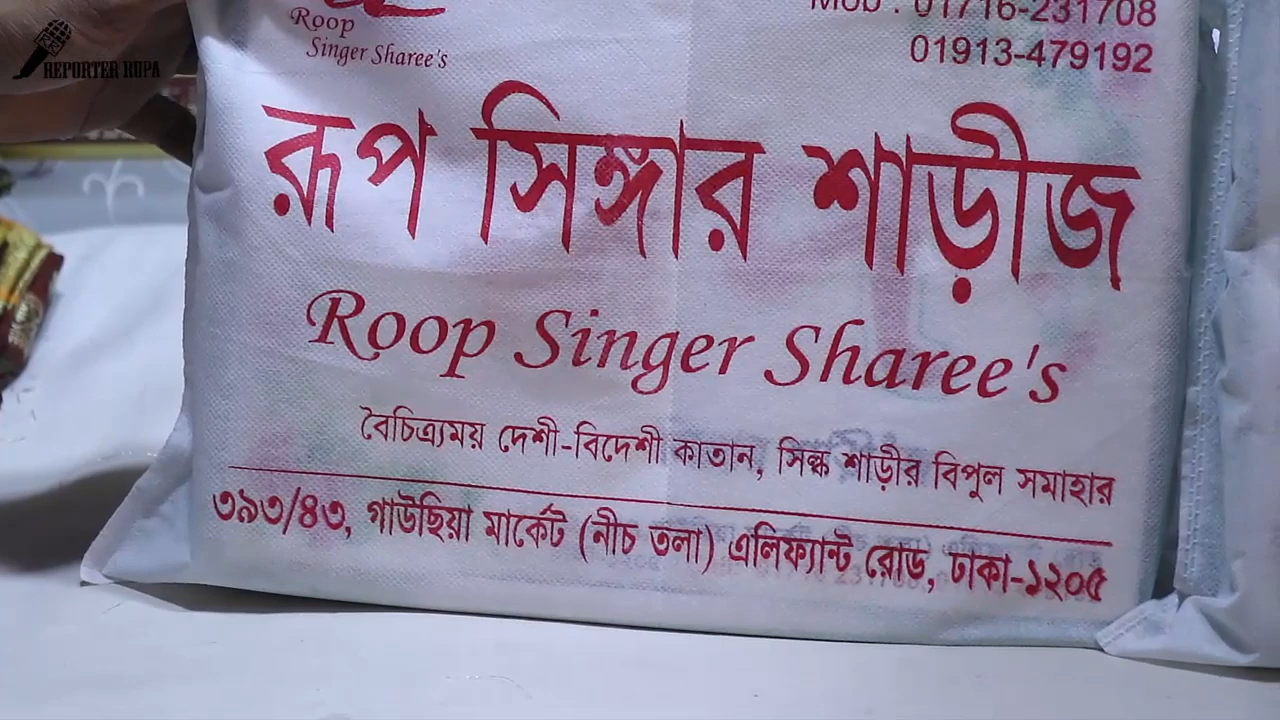 REPORTER RUPA
Roop
Singer Sharee's
Mob : 01716-231708
01913-479192
রূপ সিঙ্গার শাড়ীজ
Roop Singer Sharee's
বৈচিত্র্যময় দেশী-বিদেশী কাতান, সিল্ক শাড়ীর বিপুল সমাহার
৩৯৩/৪৩, গাউছিয়া মার্কেট (নীচ তলা) এলিফ্যান্ট রোড, ঢাকা-১২০৫